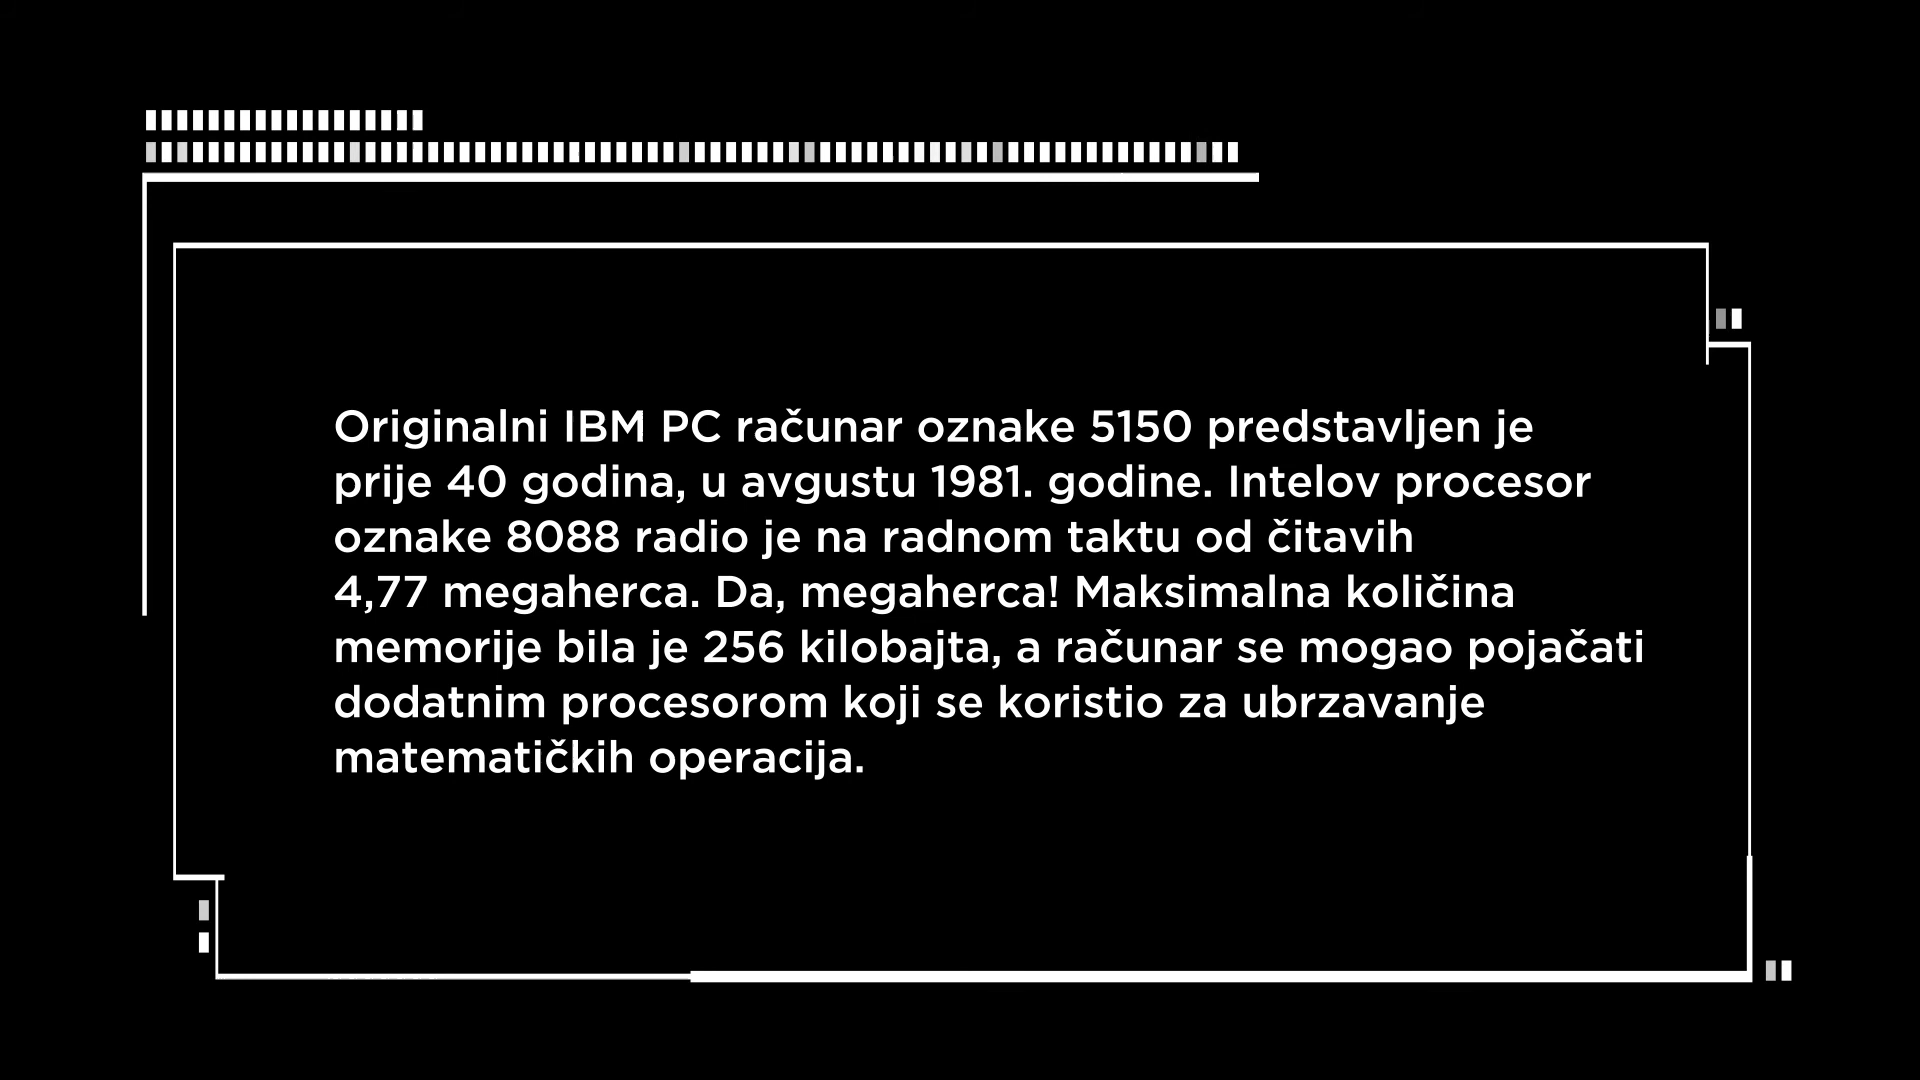 Originalni IBM PC računar oznake 5150 predstavljen je
prije 40 godina, u avgustu 1981. godine. Intelov procesor
oznake 8088 radio je na radnom taktu od čitavih
4,77 megaherca. Da, megaherca! Maksimalna količina
memorije bila je 256 kilobajta, a računar se mogao pojačati
dodatnim procesorom koji se koristio za ubrzavanje
matematičkih operacija.